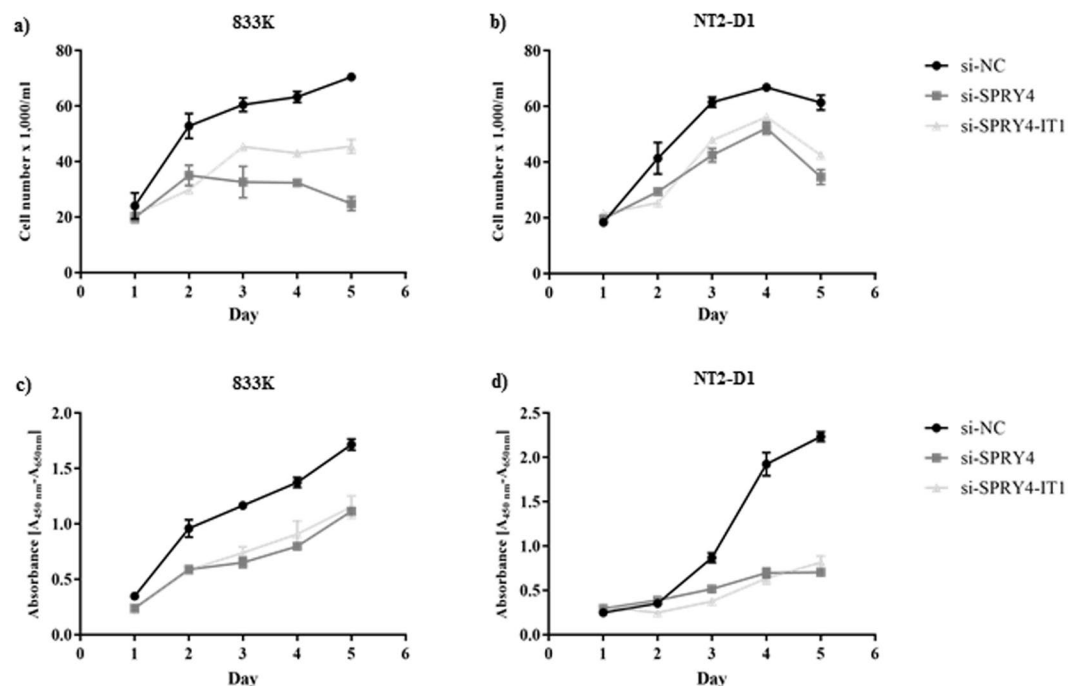 a)
833K
80
60
40
20
0
Cell number x 1,000/ml
0 1 2 3 4 5 6
Day
b)
NT2-D1
80
60
40
20
0
Cell number x 1,000/ml
0 1 2 3 4 5 6
Day
si-NC
si-SPRY4
si-SPRY4-IT1
c)
833K
2.0
1.5
1.0
0.5
0.0
Absorbance [A450 nm-A650nm]
0 1 2 3 4 5 6
Day
d)
NT2-D1
2.5
2.0
1.5
1.0
0.5
0.0
Absorbance [A450 nm-A650nm]
0 1 2 3 4 5 6
Day
si-NC
si-SPRY4
si-SPRY4-IT1